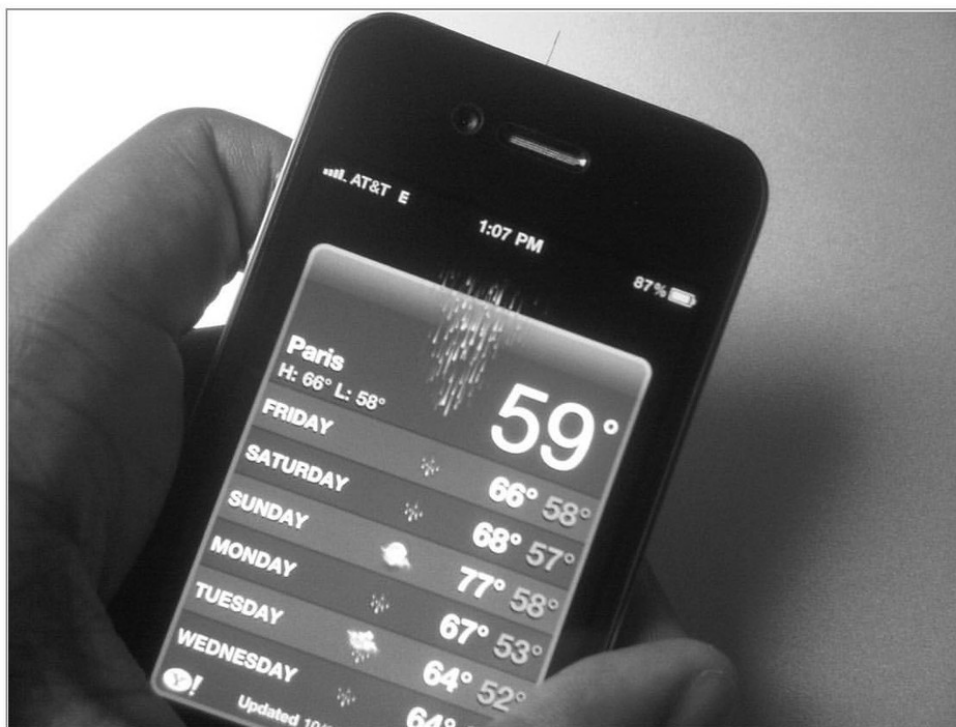 AT&T E
1:07 PM
87%
Paris
H: 66° L: 58°
59°
FRIDAY 66° 58°
SATURDAY 68° 57°
SUNDAY 77° 58°
MONDAY 67° 53°
TUESDAY 64° 52°
WEDNESDAY 64°
Y!
Updated